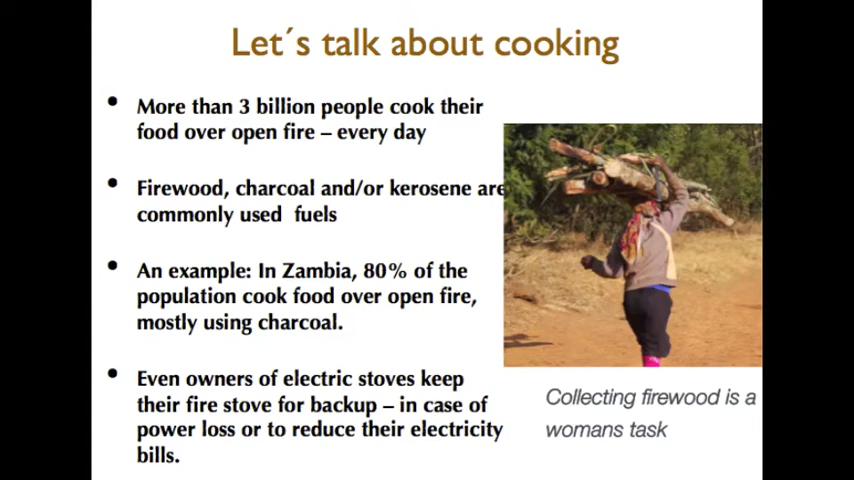 Let´s talk about cooking
• More than 3 billion people cook their
food over open fire – every day
• Firewood, charcoal and/or kerosene are
commonly used  fuels
• An example: In Zambia, 80% of the
population cook food over open fire,
mostly using charcoal.
• Even owners of electric stoves keep
their fire stove for backup – in case of
power loss or to reduce their electricity
bills.
Collecting firewood is a
womans task